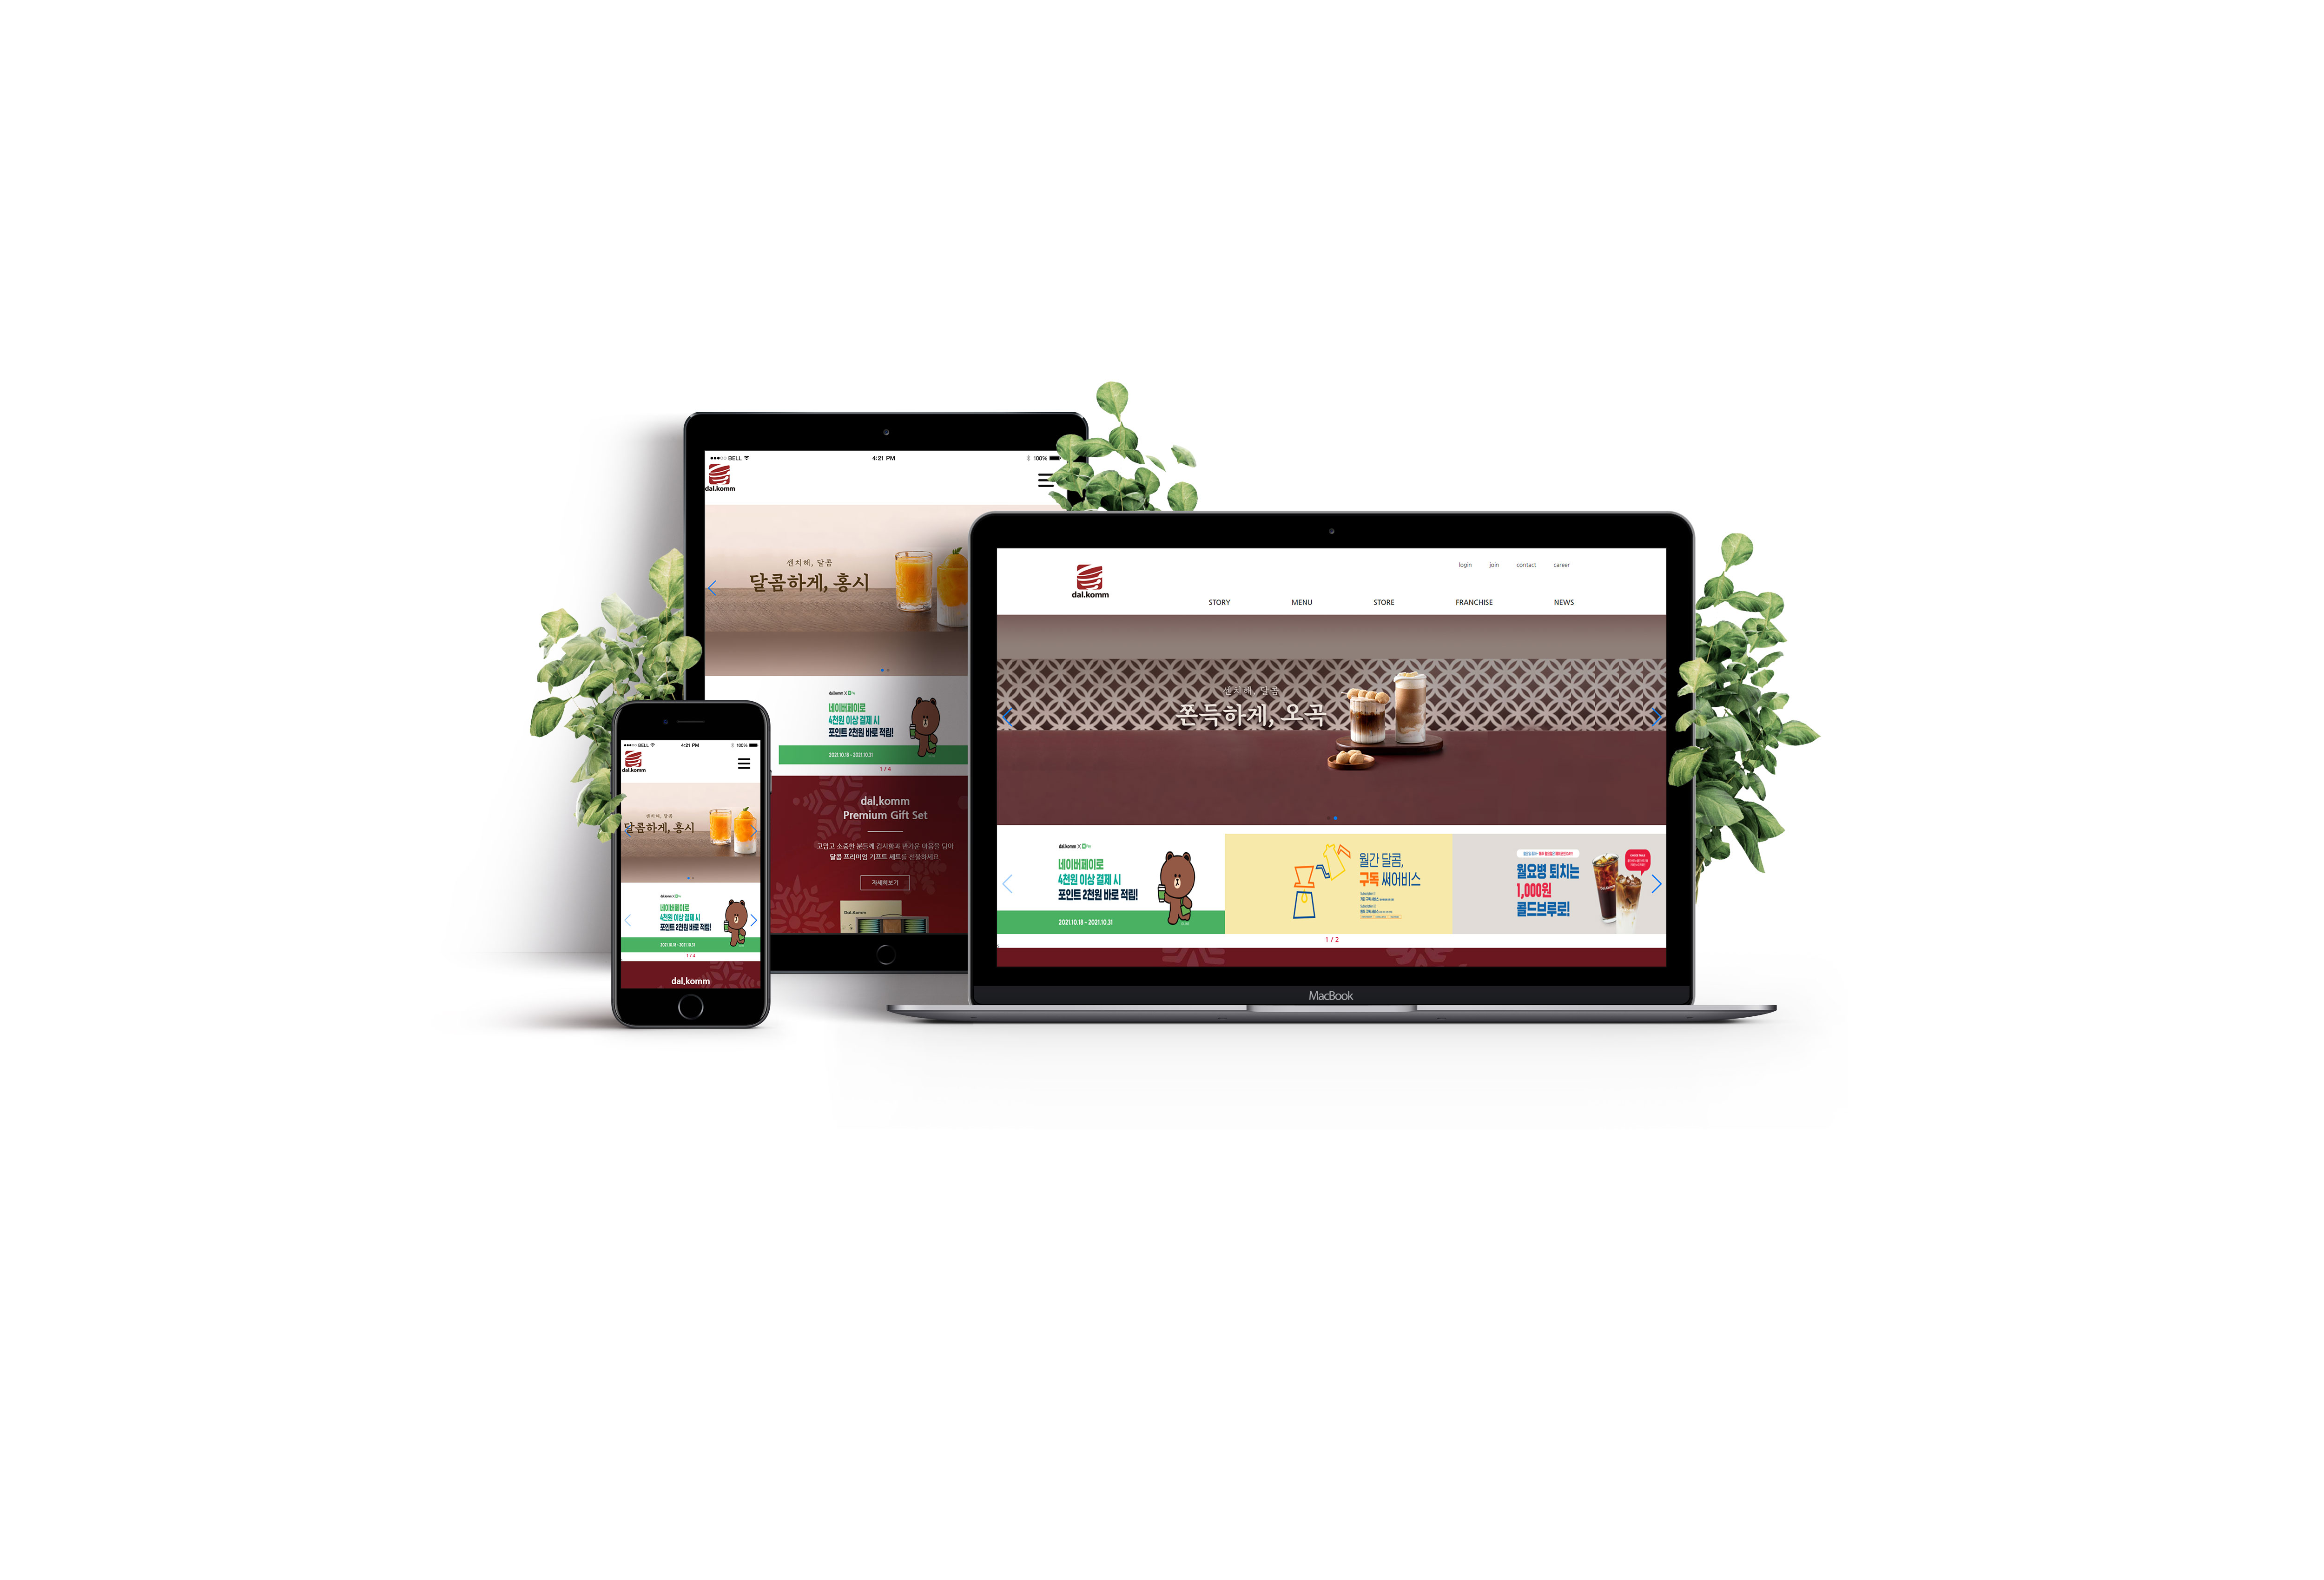 BELL
4:21 PM
100%
dal.komm
센치해, 달콤
달콤하게, 홍시
dal.komm X
네이버페이로
4천원 이상 결제 시
포인트 2천원 바로 적립!
2021.10.18 ~ 2021.10.31
1 / 4
dal.komm
Premium Gift Set
고맙고 소중한 분들께 감사함과 반가운 마음을 담아
달콤 프리미엄 기프트 세트를 선물하세요.
자세히보기
Dal.Komm
BELL
4:21 PM
100%
dal.komm
센치해, 달콤
달콤하게, 홍시
네이버페이로
4천원 이상 결제 시
포인트 2천원 바로 적립!
2021.10.18 ~ 2021.10.31
1 / 4
dal.komm
login join contact career
dal.komm
STORY MENU STORE FRANCHISE NEWS
센치해, 달콤
쫀득하게, 오곡
dal.komm X
네이버페이로
4천원 이상 결제 시
포인트 2천원 바로 적립!
2021.10.18 ~ 2021.10.31
월간 달콤,
구독 써어비스
월요병 퇴치는
1,000원
콜드브루로!
1 / 2
MacBook